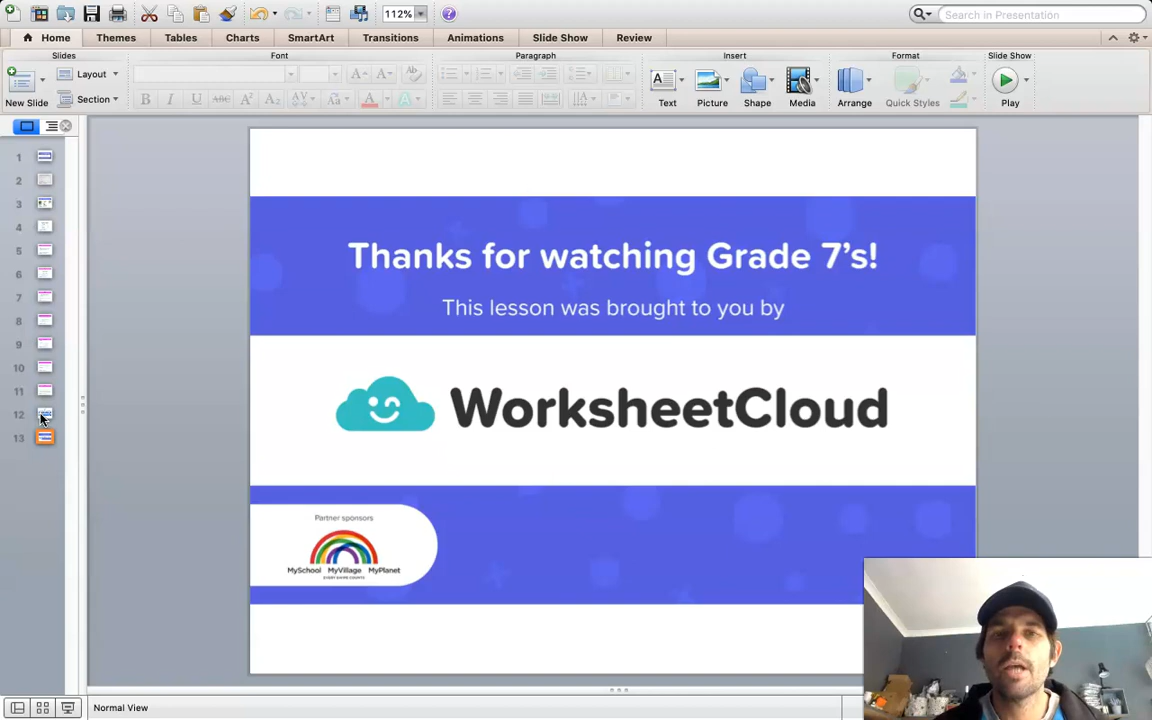 112%
Search in Presentation
Home Themes Tables Charts SmartArt Transitions Animations Slide Show Review
Slides Font Paragraph Insert Format Slide Show
New Slide Layout Section
Text Picture Shape Media Arrange Quick Styles Play
1
2
3
4
5
6
7
8
9
10
11
12
13
Thanks for watching Grade 7’s!
This lesson was brought to you by
WorksheetCloud
Partner sponsors
MySchool MyVillage MyPlanet
EVERY SWIPE COUNTS
Normal View